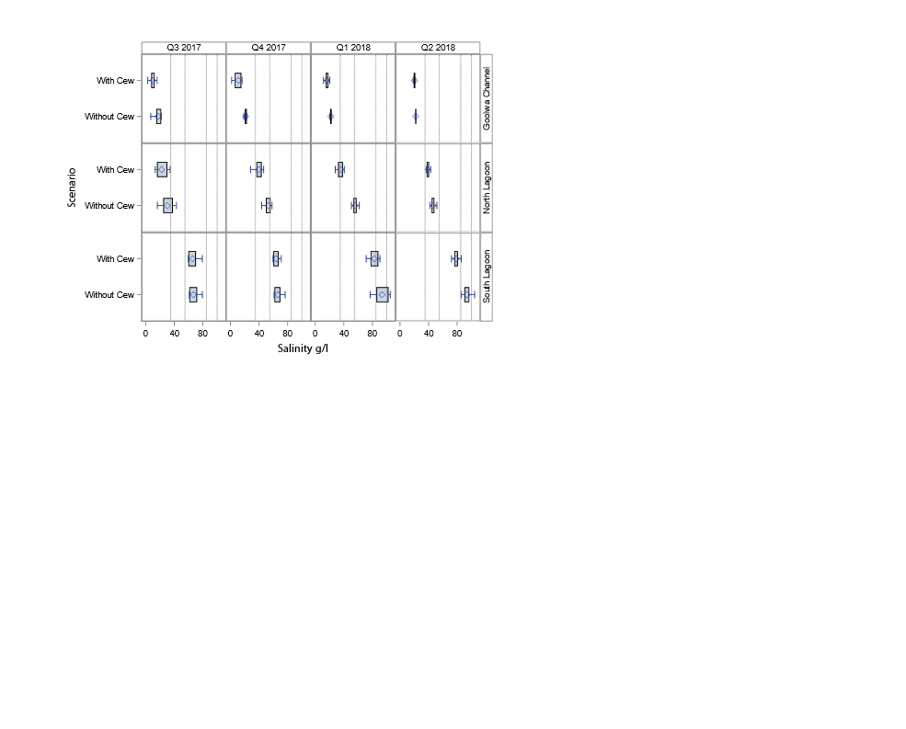 Q3 2017 Q4 2017 Q1 2018 Q2 2018
With Cew
Without Cew
Goolwa Channel
With Cew
Without Cew
North Lagoon
With Cew
Without Cew
South Lagoon
Scenario
0 40 80 0 40 80 0 40 80 0 40 80
Salinity g/l